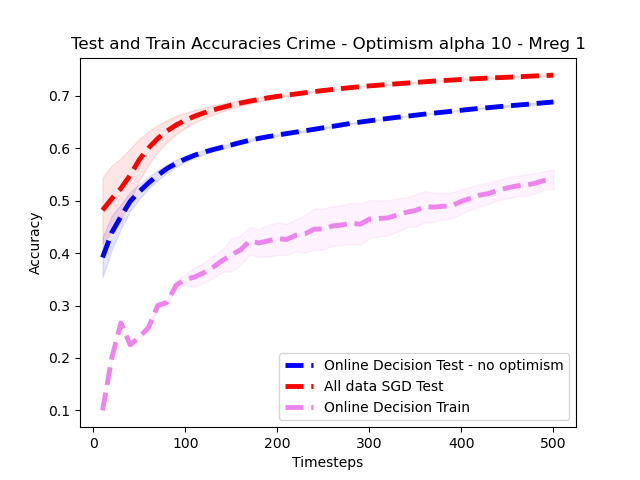 Test and Train Accuracies Crime - Optimism alpha 10 - Mreg 1
Accuracy
0.7
0.6
0.5
0.4
0.3
0.2
0.1
Online Decision Test - no optimism
All data SGD Test
Online Decision Train
0 100 200 300 400 500
Timesteps